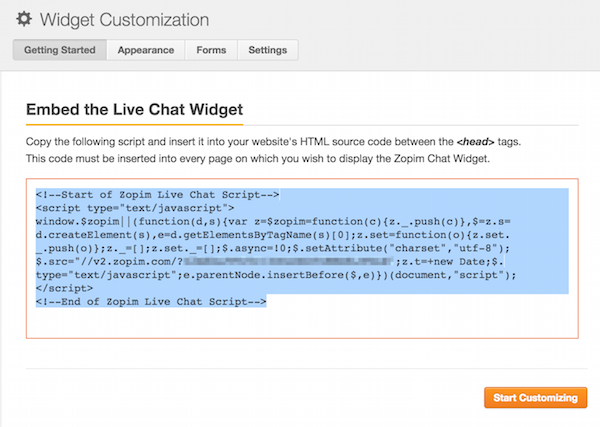 Widget Customization
Getting Started Appearance Forms Settings
Embed the Live Chat Widget
Copy the following script and insert it into your website's HTML source code between the <head> tags.
This code must be inserted into every page on which you wish to display the Zopim Chat Widget.
<!--Start of Zopim Live Chat Script-->
<script type="text/javascript">
window.$zopim||(function(d,s){var z=$zopim=function(c){z._.push(c)},$=z.s=
d.createElement(s),e=d.getElementsByTagName(s)[0];z.set=function(o){z.set.
_.push(o)};z._=[];z.set._=[];$.async=!0;$.setAttribute("charset","utf-8");
$.src="//v2.zopim.com/?";z.t=+new Date;$.
type="text/javascript";e.parentNode.insertBefore($,e)})(document,"script");
</script>
<!--End of Zopim Live Chat Script-->
Start Customizing